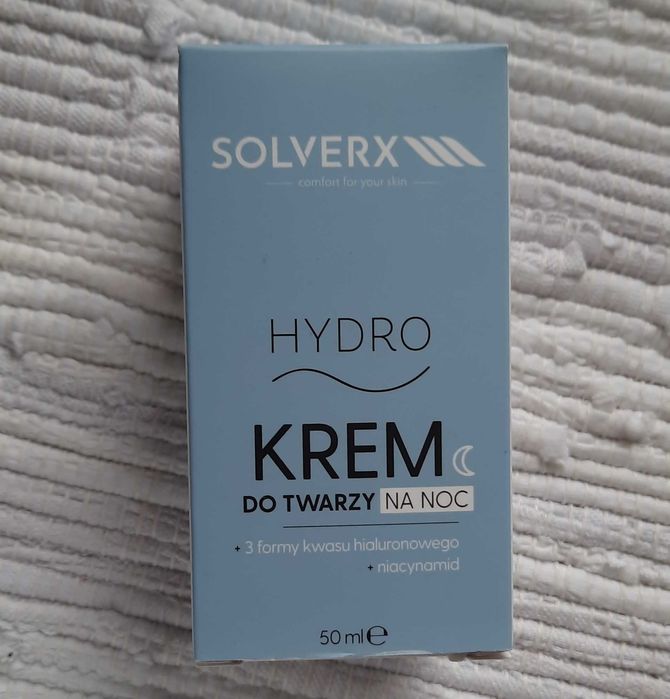 SOLVERX
comfort for your skin
HYDRO
KREM
DO TWARZY NA NOC
+ 3 formy kwasu hialuronowego
+ niacynamid
50 ml e